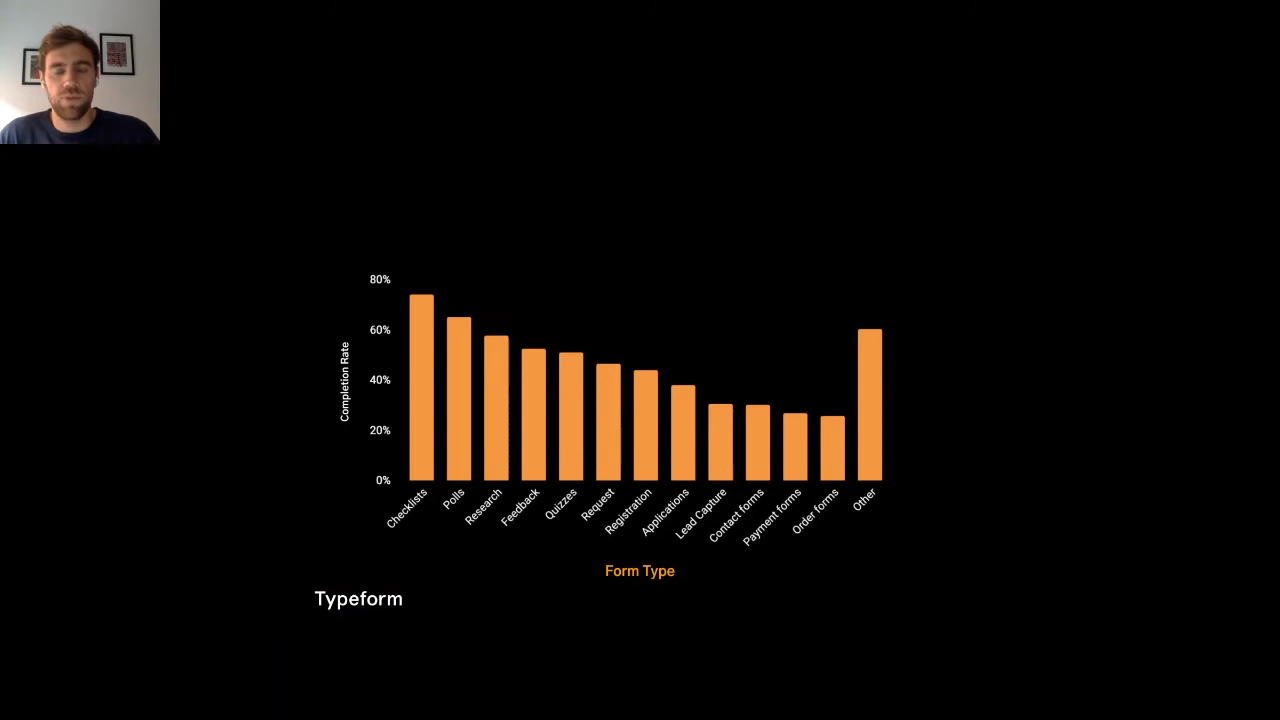 80%
60%
40%
20%
0%
Completion Rate
Checklists
Polls
Research
Feedback
Quizzes
Request
Registration
Applications
Lead Capture
Contact forms
Payment forms
Order forms
Other
Form Type
Typeform